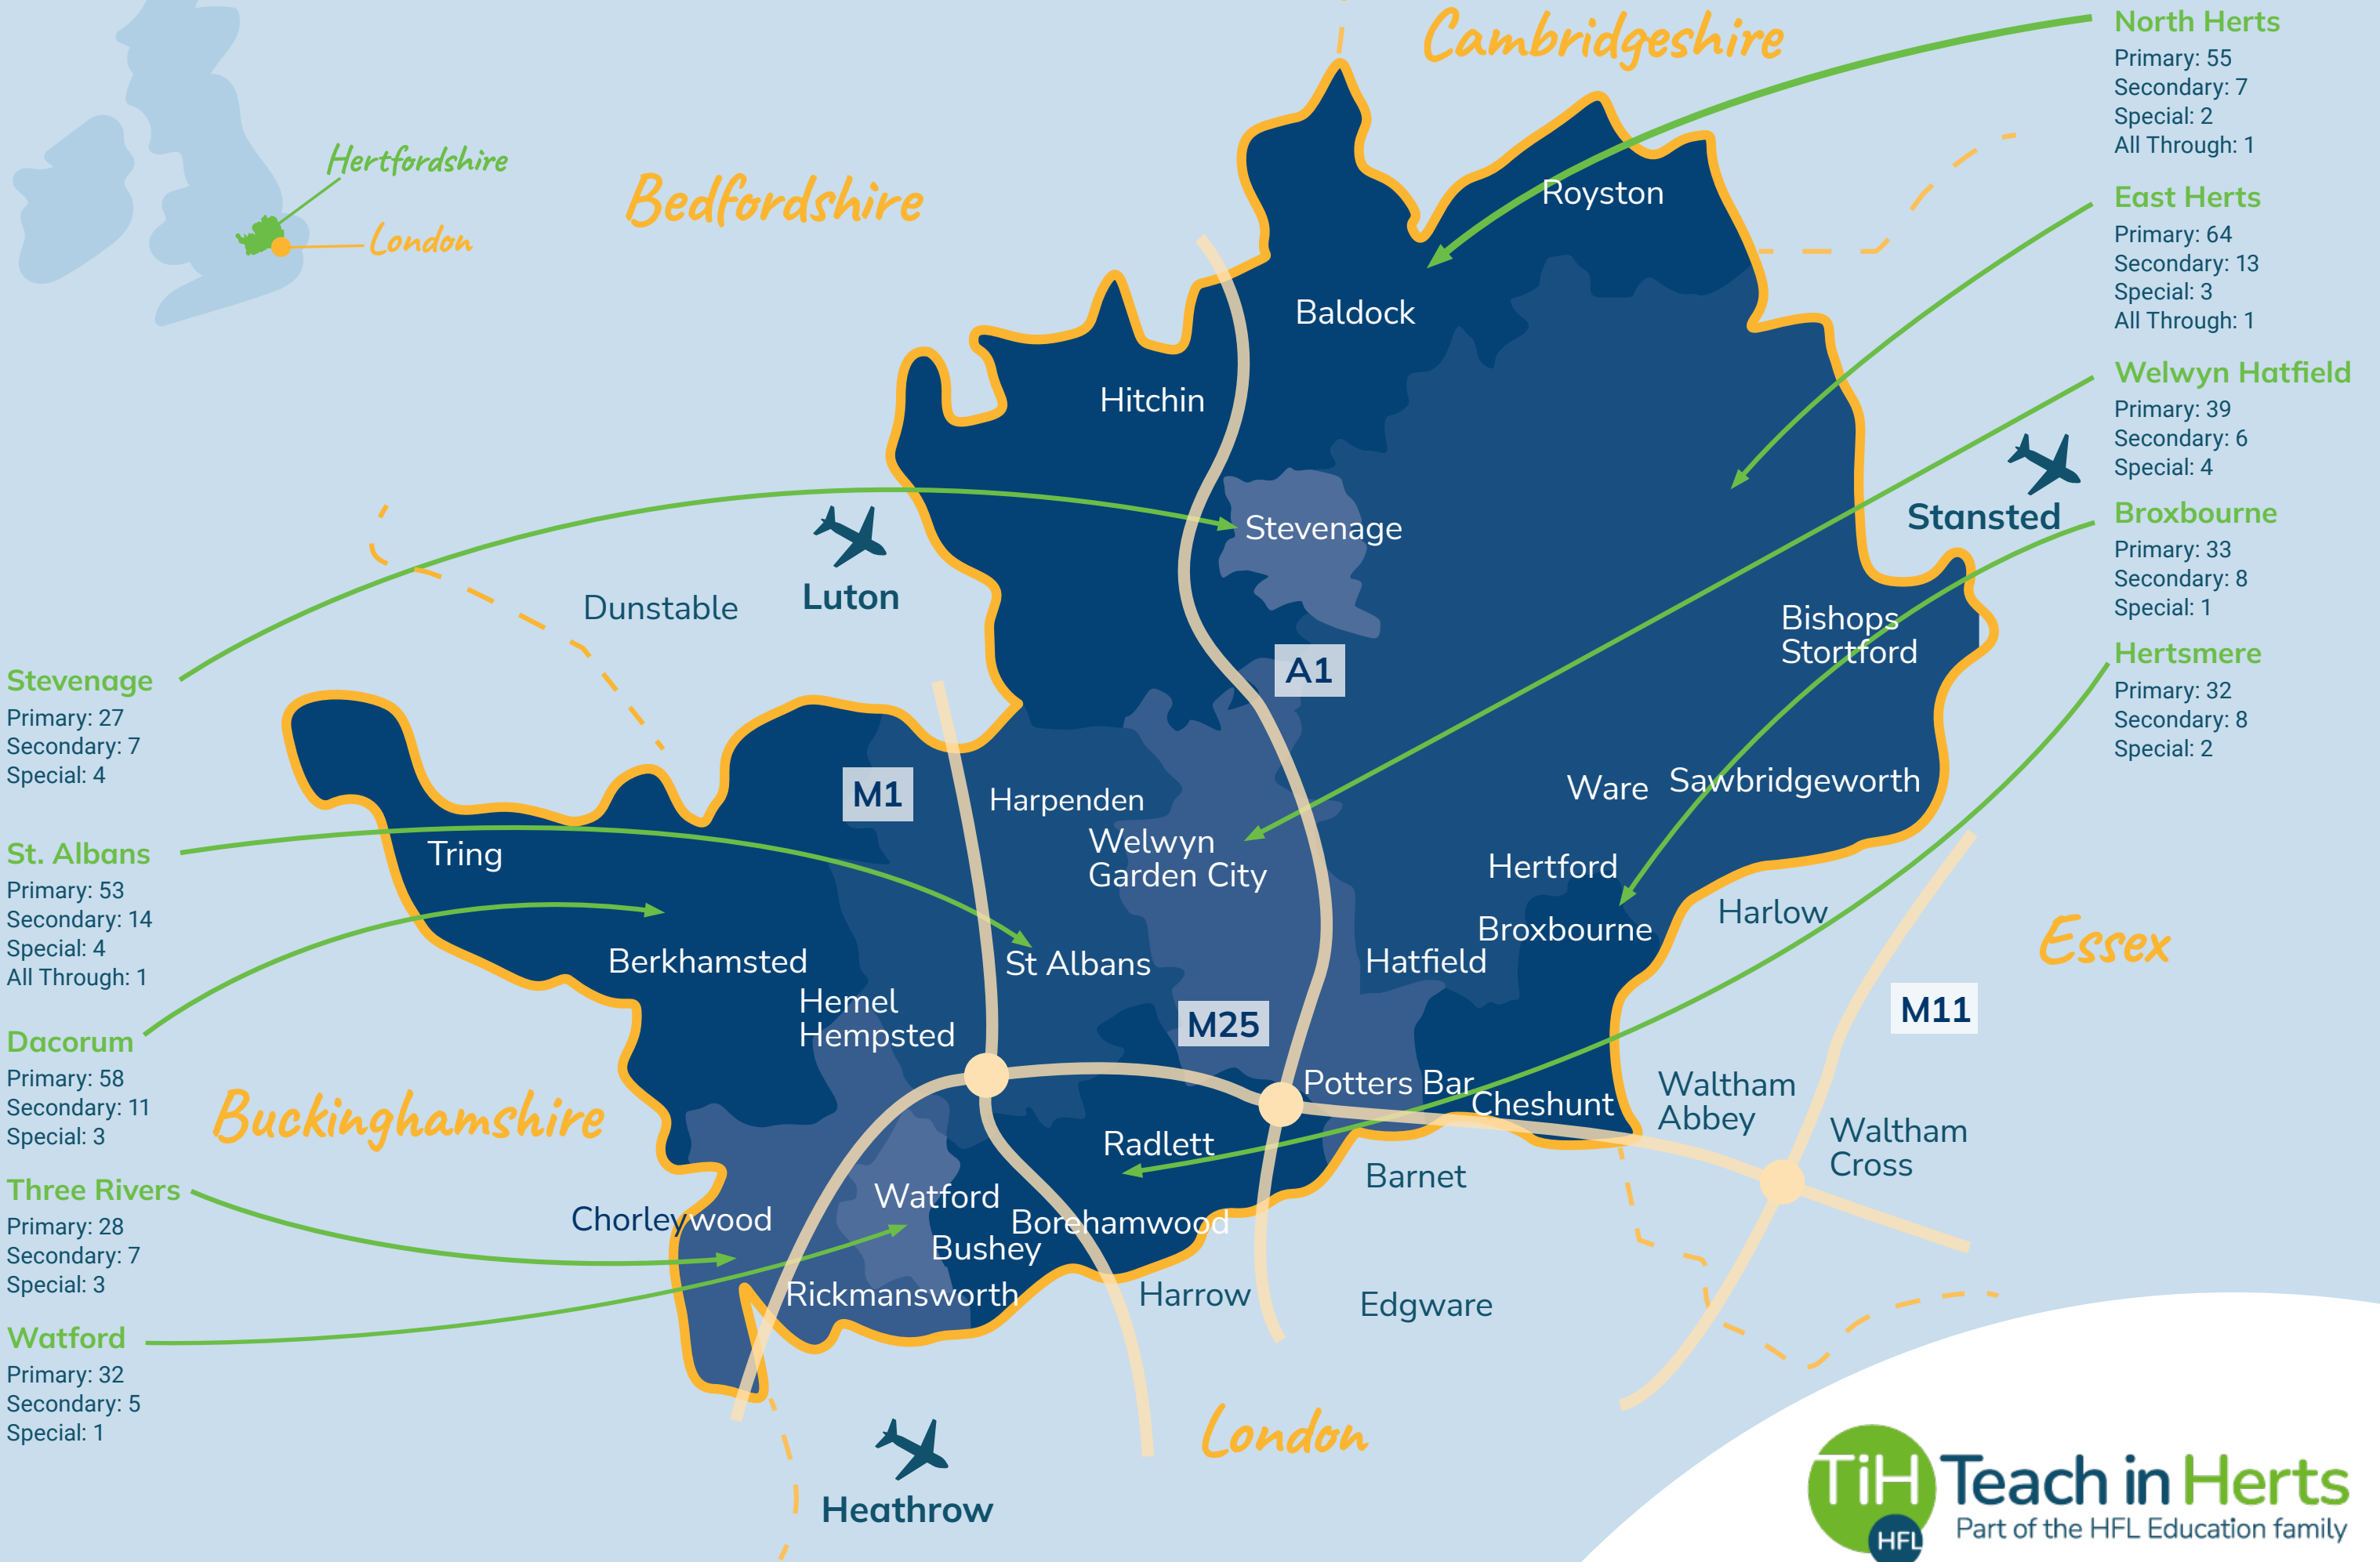 Hertfordshire
London
Bedfordshire
Cambridgeshire
Buckinghamshire
Essex
London
North Herts
Primary: 55
Secondary: 7
Special: 2
All Through: 1
East Herts
Primary: 64
Secondary: 13
Special: 3
All Through: 1
Welwyn Hatfield
Primary: 39
Secondary: 6
Special: 4
Broxbourne
Primary: 33
Secondary: 8
Special: 1
Hertsmere
Primary: 32
Secondary: 8
Special: 2
Stevenage
Primary: 27
Secondary: 7
Special: 4
St. Albans
Primary: 53
Secondary: 14
Special: 4
All Through: 1
Dacorum
Primary: 58
Secondary: 11
Special: 3
Three Rivers
Primary: 28
Secondary: 7
Special: 3
Watford
Primary: 32
Secondary: 5
Special: 1
Royston
Baldock
Hitchin
Stevenage
Stansted
Luton
Dunstable
Bishops
Stortford
A1
M1
Harpenden
Ware
Sawbridgeworth
Welwyn
Garden City
Tring
Hertford
Harlow
Broxbourne
Berkhamsted
St Albans
Hatfield
Hemel
Hempsted
M25
M11
Potters Bar
Cheshunt
Waltham
Abbey
Waltham
Cross
Radlett
Barnet
Watford
Chorleywood
Borehamwood
Bushey
Rickmansworth
Harrow
Edgware
Heathrow
TiH
HFL
Teach in Herts
Part of the HFL Education family